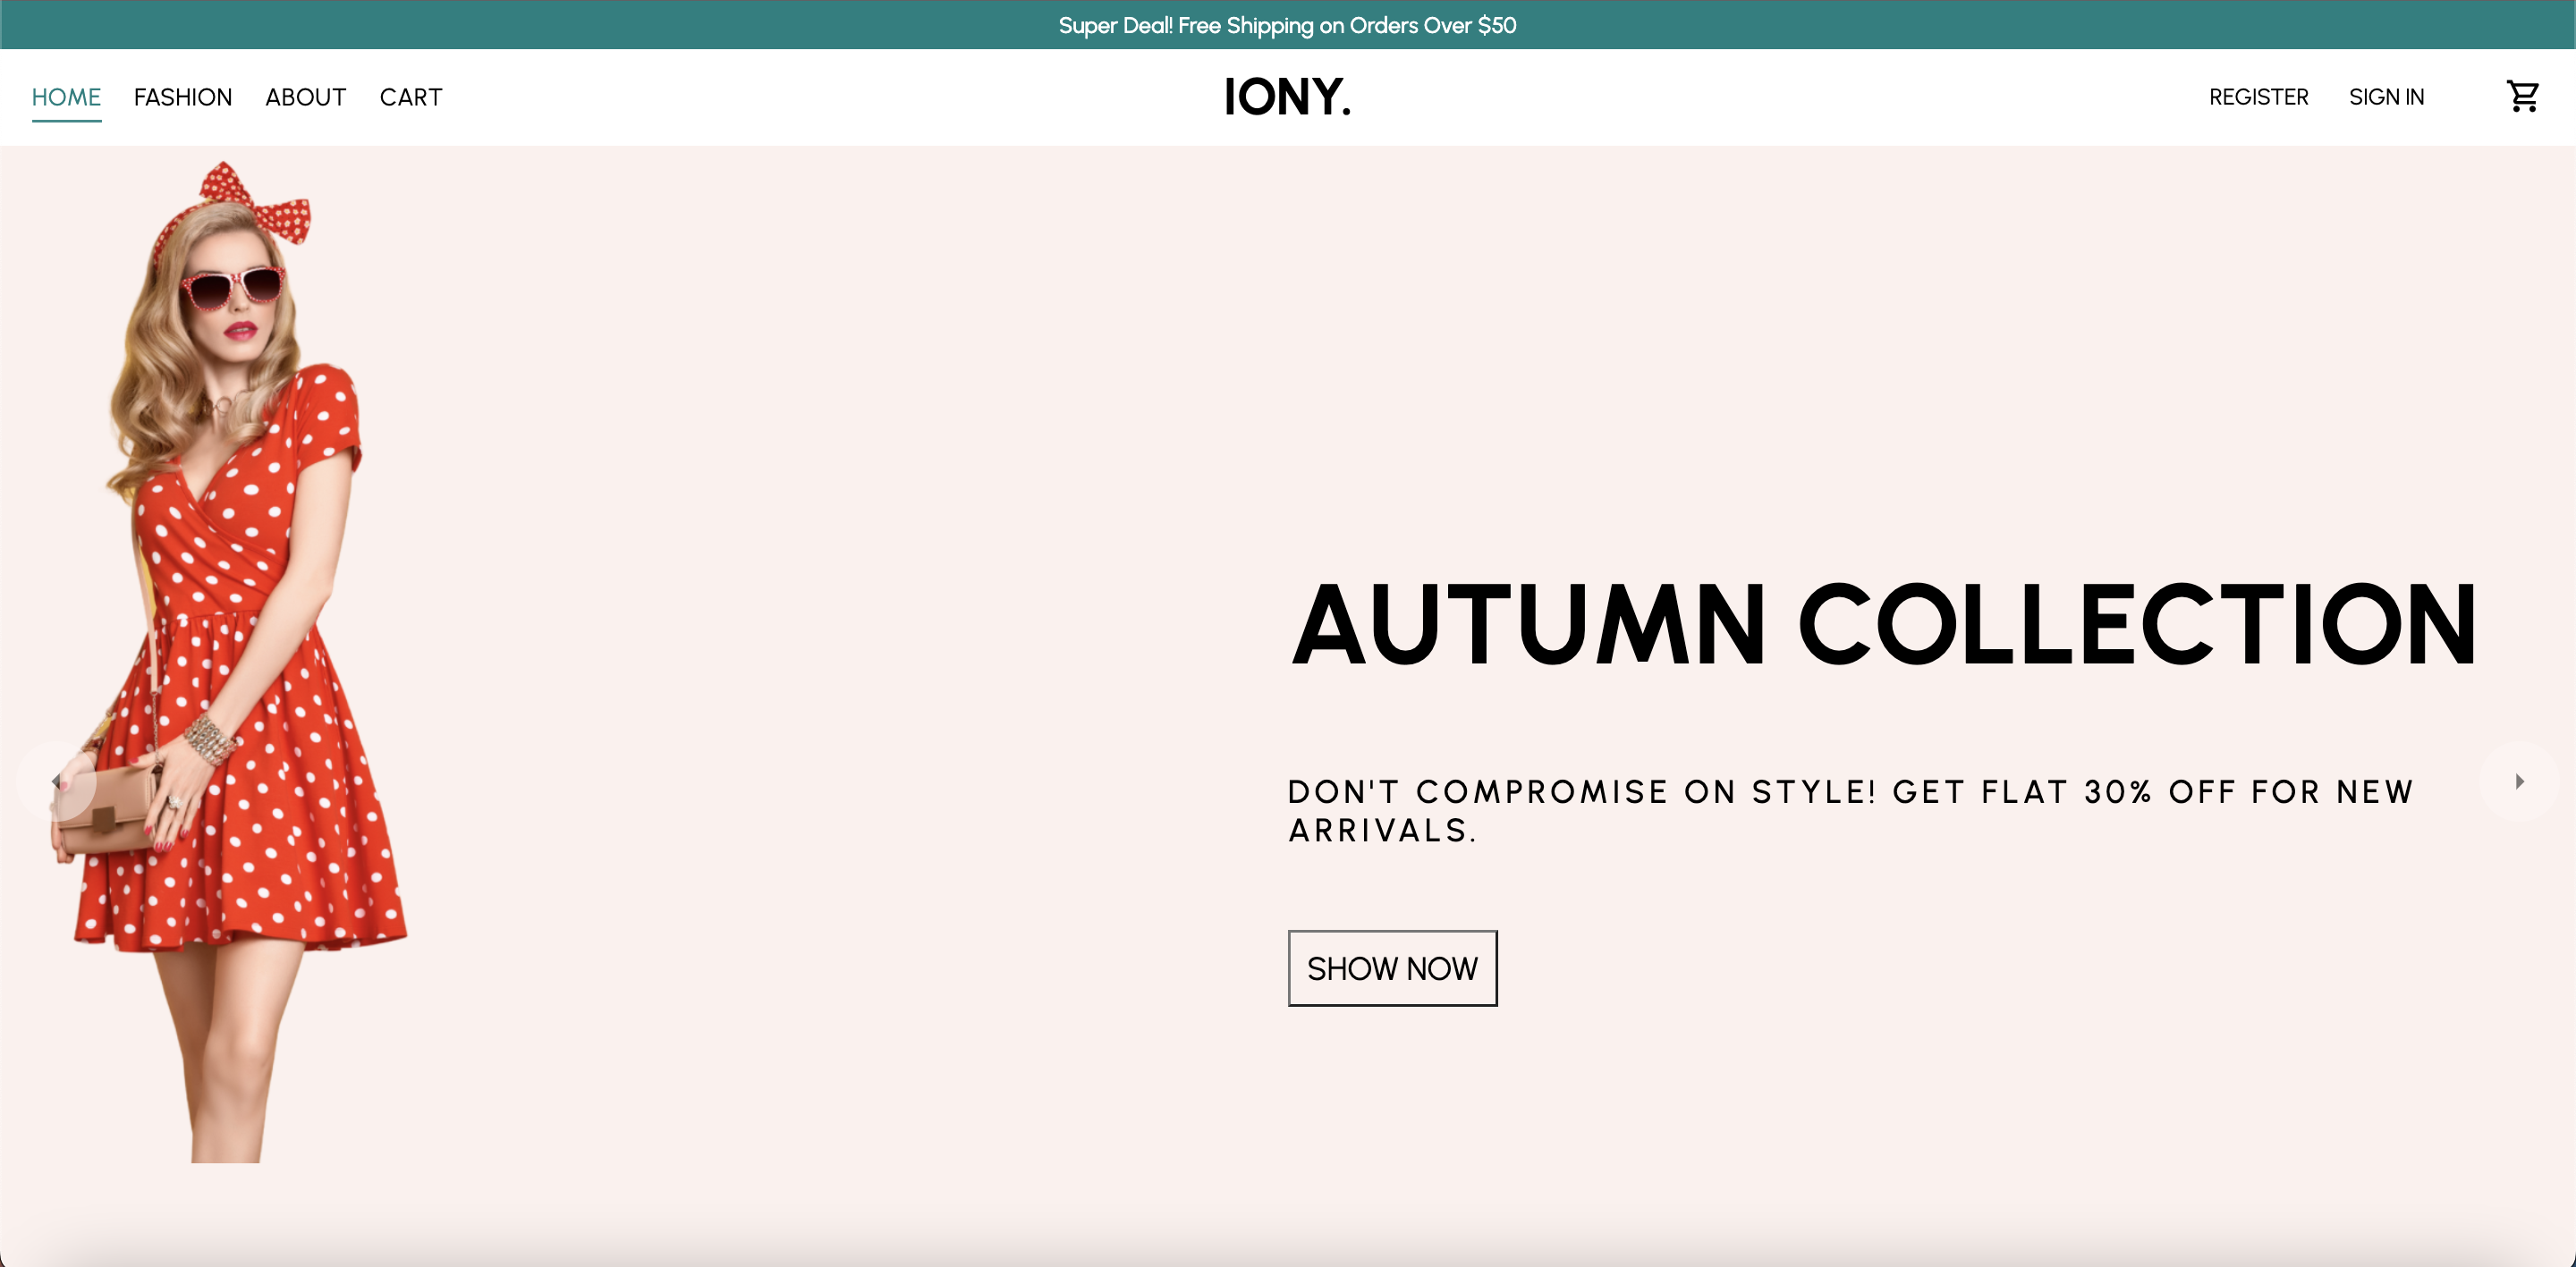 Super Deal! Free Shipping on Orders Over $50
HOME FASHION ABOUT CART IONY. REGISTER SIGN IN
AUTUMN COLLECTION
DON'T COMPROMISE ON STYLE! GET FLAT 30% OFF FOR NEW
ARRIVALS.
SHOW NOW